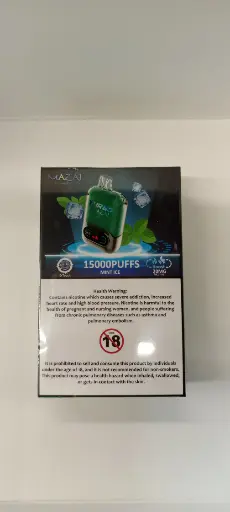 MAZAJ
15000PUFFS
MINT ICE
20MG
Health Warning:
Contains nicotine which cause severe addiction, increased
heart rate and high blood pressure. Nicotine is harmful to the
health of pregnant and nursing women, and people suffering
from chronic pulmonary diseases such as asthma and
pulmonary embolism.
18
It is prohibited to sell and consume this product by individuals
under the age of 18, and it is not recommended for non-smokers.
This product may pose a health hazard when inhaled, swallowed,
or gets in contact with the skin.